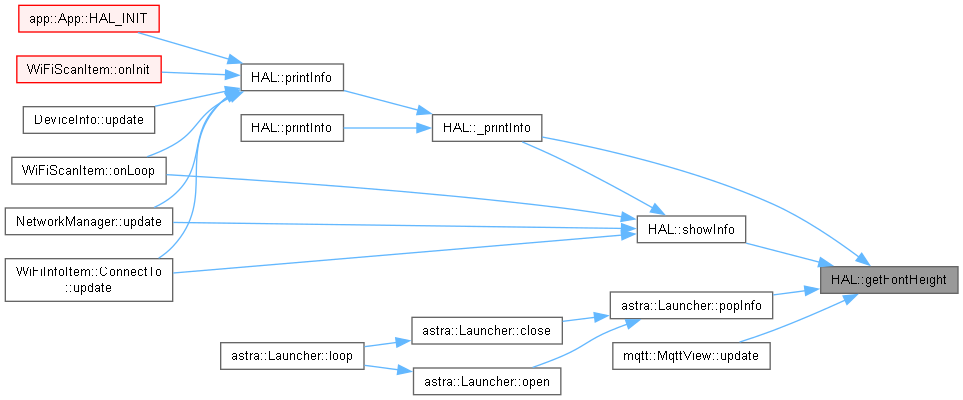 app::App::HAL_INIT
WiFiScanItem::onInit
DeviceInfo::update
WiFiScanItem::onLoop
NetworkManager::update
WiFiInfoItem::ConnectTo
::update
HAL::printInfo
HAL::printInfo
HAL::_printInfo
HAL::showInfo
HAL::getFontHeight
astra::Launcher::popInfo
astra::Launcher::close
astra::Launcher::loop
astra::Launcher::open
mqtt::MqttView::update